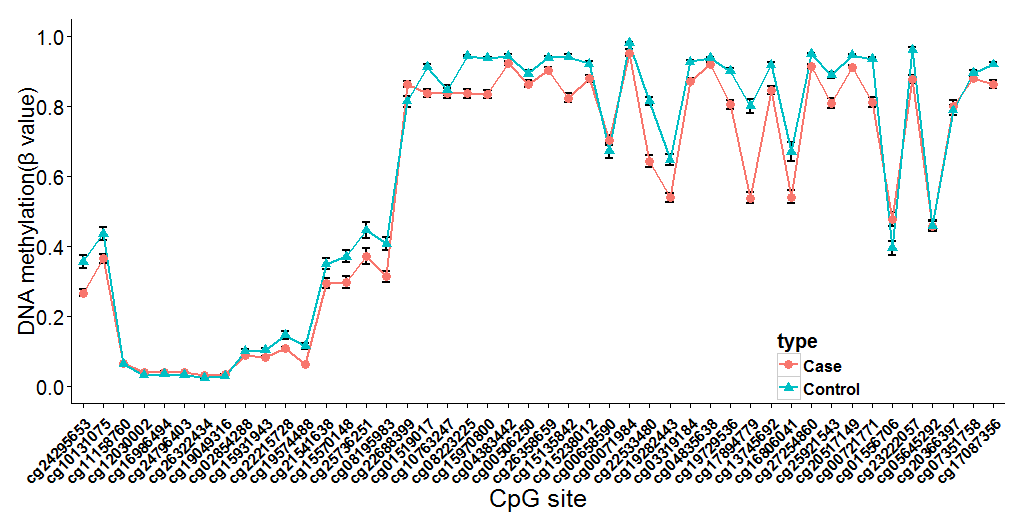 DNA methylation(β value)
1.0
0.8
0.6
0.4
0.2
0.0
type
Case
Control
cg24295653
cg10131075
cg11158760
cg12030002
cg16986494
cg24796403
cg26322434
cg19049316
cg02854288
cg15931943
cg22215728
cg19574488
cg21541638
cg15570148
cg25736251
cg08195983
cg22688399
cg01519017
cg10763247
cg08223225
cg15970800
cg04383442
cg00506250
cg26358659
cg15135842
cg15238012
cg00658590
cg00071984
cg22533480
cg19282443
cg03319184
cg04835638
cg19729536
cg17894779
cg13745692
cg16806041
cg27254860
cg25921543
cg20517149
cg00721771
cg01556706
cg23222057
cg05645292
cg20366397
cg07351758
cg17087356
CpG site